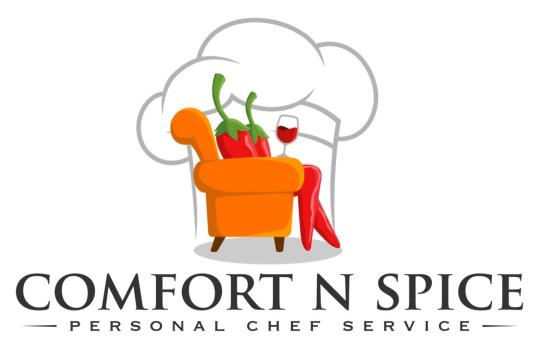 COMFORT N SPICE
PERSONAL CHEF SERVICE